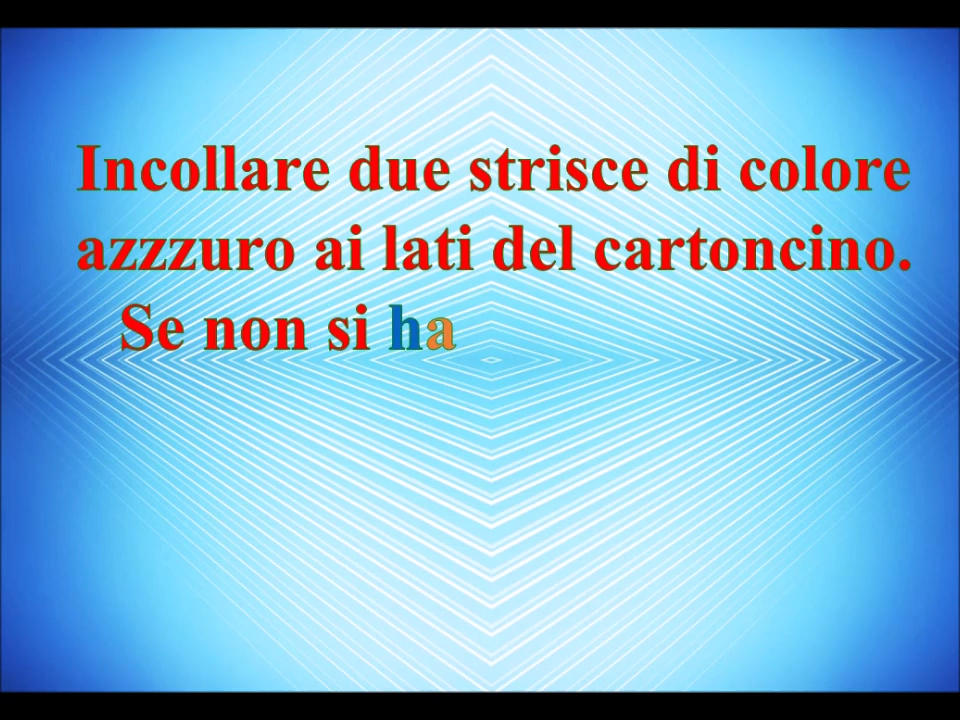 Incollare due strisce di colore
azzzuro ai lati del cartoncino.
Se non si ha